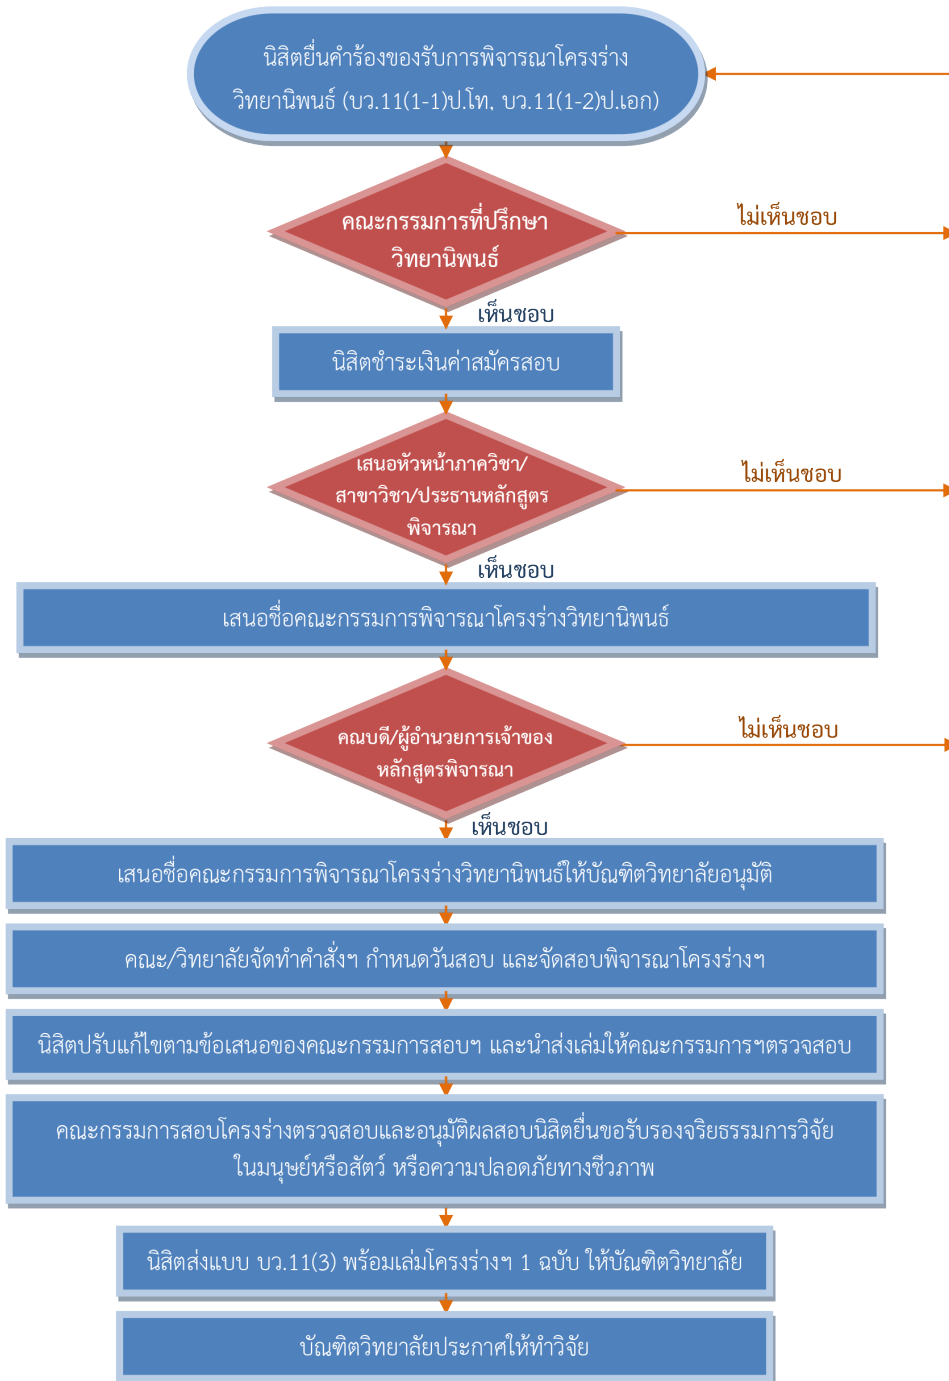 นิสิตยื่นคำร้องของรับการพิจารณาโครงร่าง
วิทยานิพนธ์ (บว.11(1-1)ป.โท, บว.11(1-2)ป.เอก)
คณะกรรมการที่ปรึกษา
วิทยานิพนธ์
ไม่เห็นชอบ
เห็นชอบ
นิสิตชำระเงินค่าสมัครสอบ
เสนอหัวหน้าภาควิชา/
สาขาวิชา/ประธานหลักสูตร
พิจารณา
ไม่เห็นชอบ
เห็นชอบ
เสนอชื่อคณะกรรมการพิจารณาโครงร่างวิทยานิพนธ์
คณบดี/ผู้อำนวยการเจ้าของ
หลักสูตรพิจารณา
ไม่เห็นชอบ
เห็นชอบ
เสนอชื่อคณะกรรมการพิจารณาโครงร่างวิทยานิพนธ์ให้บัณฑิตวิทยาลัยอนุมัติ
คณะ/วิทยาลัยจัดทำคำสั่งฯ กำหนดวันสอบ และจัดสอบพิจารณาโครงร่างฯ
นิสิตปรับแก้ไขตามข้อเสนอของคณะกรรมการสอบฯ และนำส่งเล่มให้คณะกรรมการฯตรวจสอบ
คณะกรรมการสอบโครงร่างตรวจสอบและอนุมัติผลสอบนิสิตยื่นขอรับรองจริยธรรมการวิจัย
ในมนุษย์หรือสัตว์ หรือความปลอดภัยทางชีวภาพ
นิสิตส่งแบบ บว.11(3) พร้อมเล่มโครงร่างฯ 1 ฉบับ ให้บัณฑิตวิทยาลัย
บัณฑิตวิทยาลัยประกาศให้ทำวิจัย